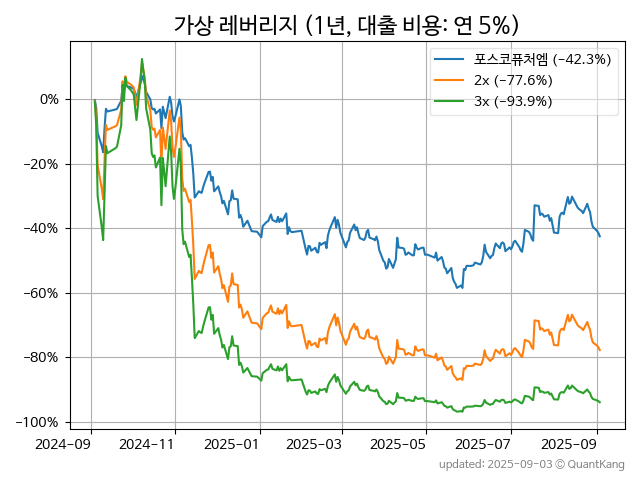 가상 레버리지 (1년, 대출 비용: 연 5%)
포스코퓨처엠 (−42.3%)
2x (−77.6%)
3x (−93.9%)
0%
−20%
−40%
−60%
−80%
−100%
2024-09 2024-11 2025-01 2025-03 2025-05 2025-07 2025-09
updated: 2025-09-03 © QuantKang